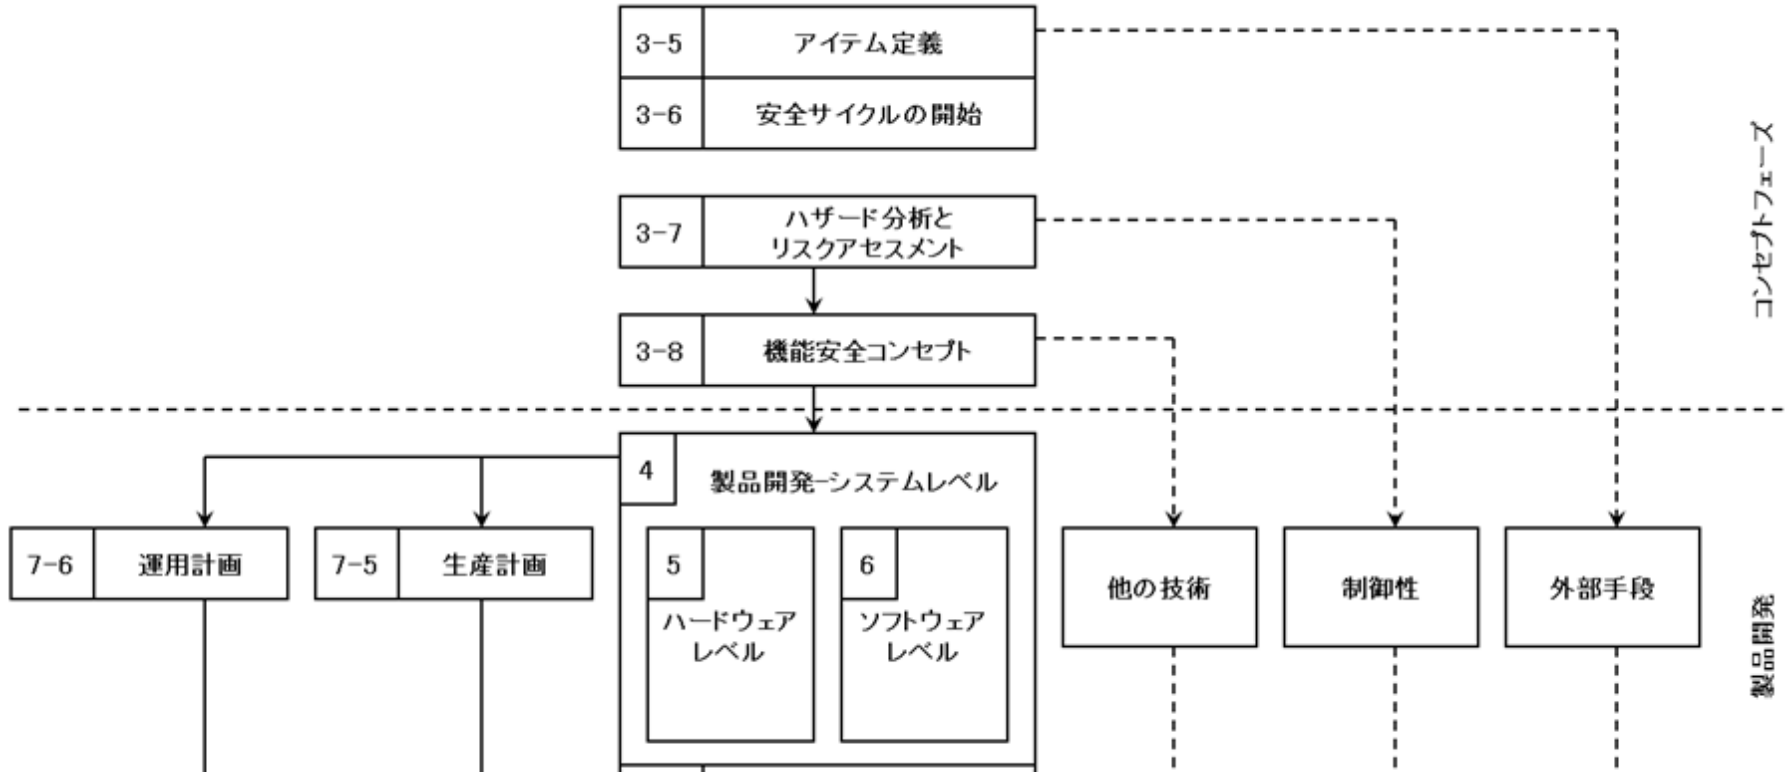 3-5 アイテム定義
3-6 安全サイクルの開始
コンセプトフェーズ
3-7 ハザード分析と
リスクアセスメント
3-8 機能安全コンセプト
4 製品開発-システムレベル
7-6 運用計画
7-5 生産計画
5
ハードウェア
レベル
6
ソフトウェア
レベル
他の技術
制御性
外部手段
製品開発